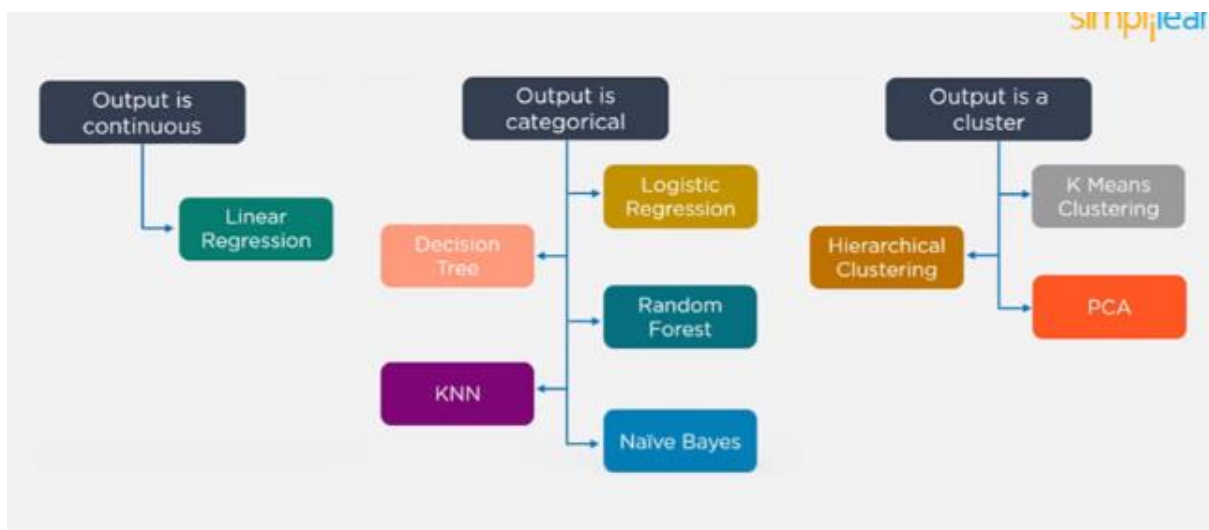 simplilear
Output is
continuous
Linear
Regression
Output is
categorical
Logistic
Regression
Decision
Tree
Random
Forest
KNN
Naïve Bayes
Output is a
cluster
K Means
Clustering
Hierarchical
Clustering
PCA